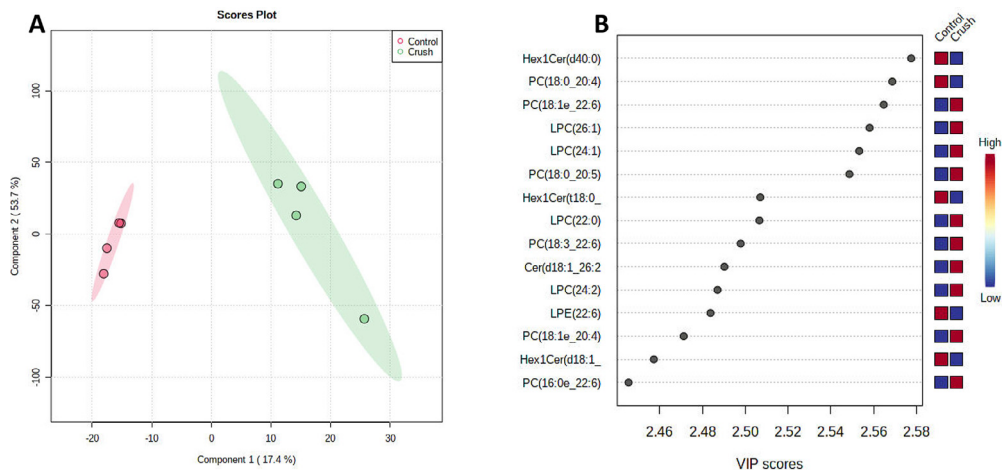 A
Scores Plot
Control
Crush
Component 2 ( 53.7 %)
100
50
0
-50
-100
-20
-10
0
10
20
30
Component 1 ( 17.4 %)
B
Control
Crush
Hex1Cer(d40:0)
PC(18:0_20:4)
PC(18:1e_22:6)
LPC(26:1)
LPC(24:1)
PC(18:0_20:5)
Hex1Cer(t18:0_
LPC(22:0)
PC(18:3_22:6)
Cer(d18:1_26:2
LPC(24:2)
LPE(22:6)
PC(18:1e_20:4)
Hex1Cer(d18:1_
PC(16:0e_22:6)
2.46
2.48
2.50
2.52
2.54
2.56
2.58
VIP scores
High
Low